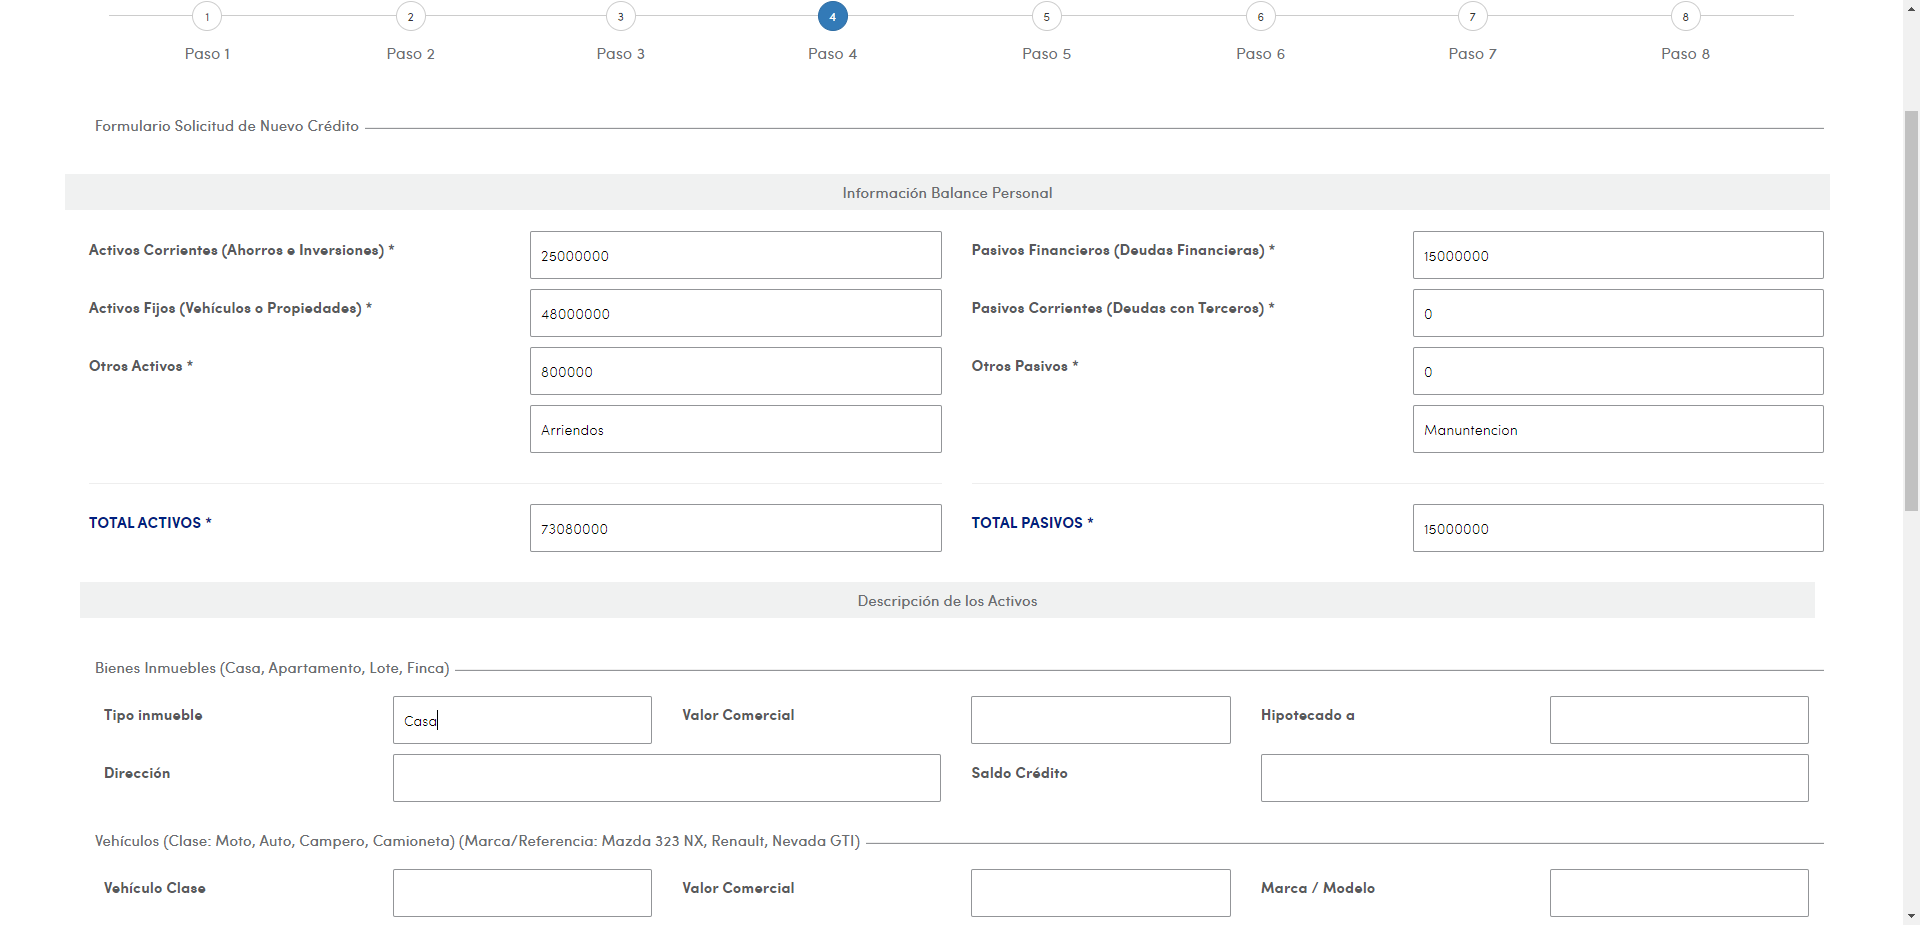 1 2 3 4 5 6 7 8
Paso 1 Paso 2 Paso 3 Paso 4 Paso 5 Paso 6 Paso 7 Paso 8
Formulario Solicitud de Nuevo Crédito
Información Balance Personal
Activos Corrientes (Ahorros e Inversiones) * 25000000 Pasivos Financieros (Deudas Financieras) * 15000000
Activos Fijos (Vehículos o Propiedades) * 48000000 Pasivos Corrientes (Deudas con Terceros) * 0
Otros Activos * 800000 Otros Pasivos * 0
Arriendos Manuntencion
TOTAL ACTIVOS * 73080000 TOTAL PASIVOS * 15000000
Descripción de los Activos
Bienes Inmuebles (Casa, Apartamento, Lote, Finca)
Tipo inmueble Casa Valor Comercial Hipotecado a
Dirección Saldo Crédito
Vehículos (Clase: Moto, Auto, Campero, Camioneta) (Marca/Referencia: Mazda 323 NX, Renault, Nevada GTI)
Vehículo Clase Valor Comercial Marca / Modelo